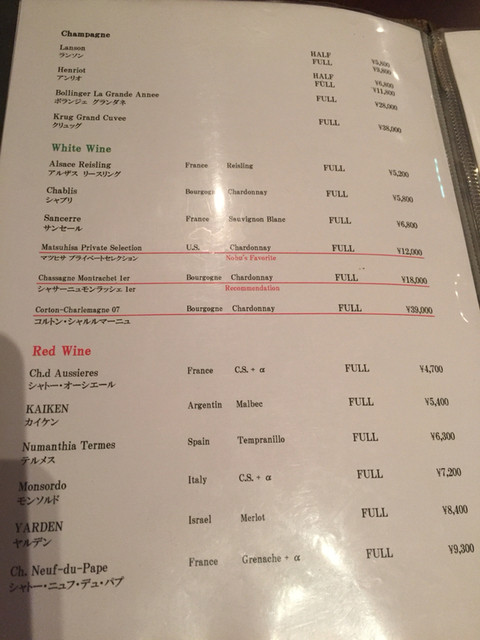 Champagne
Lanson HALF ¥5,800
ランソン FULL ¥9,800
Henriot HALF ¥6,800
アンリオ FULL ¥11,800
Bollinger La Grande Annee FULL ¥28,000
ボランジェ グランダネ
Krug Grand Cuvee FULL ¥38,000
クリュッグ
White Wine
Alsace Reisling France Reisling FULL ¥5,200
アルザス リースリング
Chablis Bourgogne Chardonnay FULL ¥5,800
シャブリ
Sancerre France Sauvignon Blanc FULL ¥6,800
サンセール
Matsuhisa Private Selection U.S. Chardonnay FULL ¥12,000
マツヒサ プライベートセレクション Nobu's Favorite
Chassagne Montrachet 1er Bourgogne Chardonnay FULL ¥18,000
シャサーニュモンラッシェ 1er Recommendation
Corton-Charlemagne 07 Bourgogne Chardonnay FULL ¥39,000
コルトン・シャルルマーニュ
Red Wine
Ch.d Aussieres France C.S. + α FULL ¥4,700
シャトー・オーシエール
KAIKEN Argentin Malbec FULL ¥5,400
カイケン
Numanthia Termes Spain Tempranillo FULL ¥6,300
テルメス
Monsordo Italy C.S. + α FULL ¥7,200
モンソルド
YARDEN Israel Merlot FULL ¥8,400
ヤルデン
Ch. Neuf-du-Pape France Grenache + α FULL ¥9,300
シャトー・ニュフ・デュ・パプ